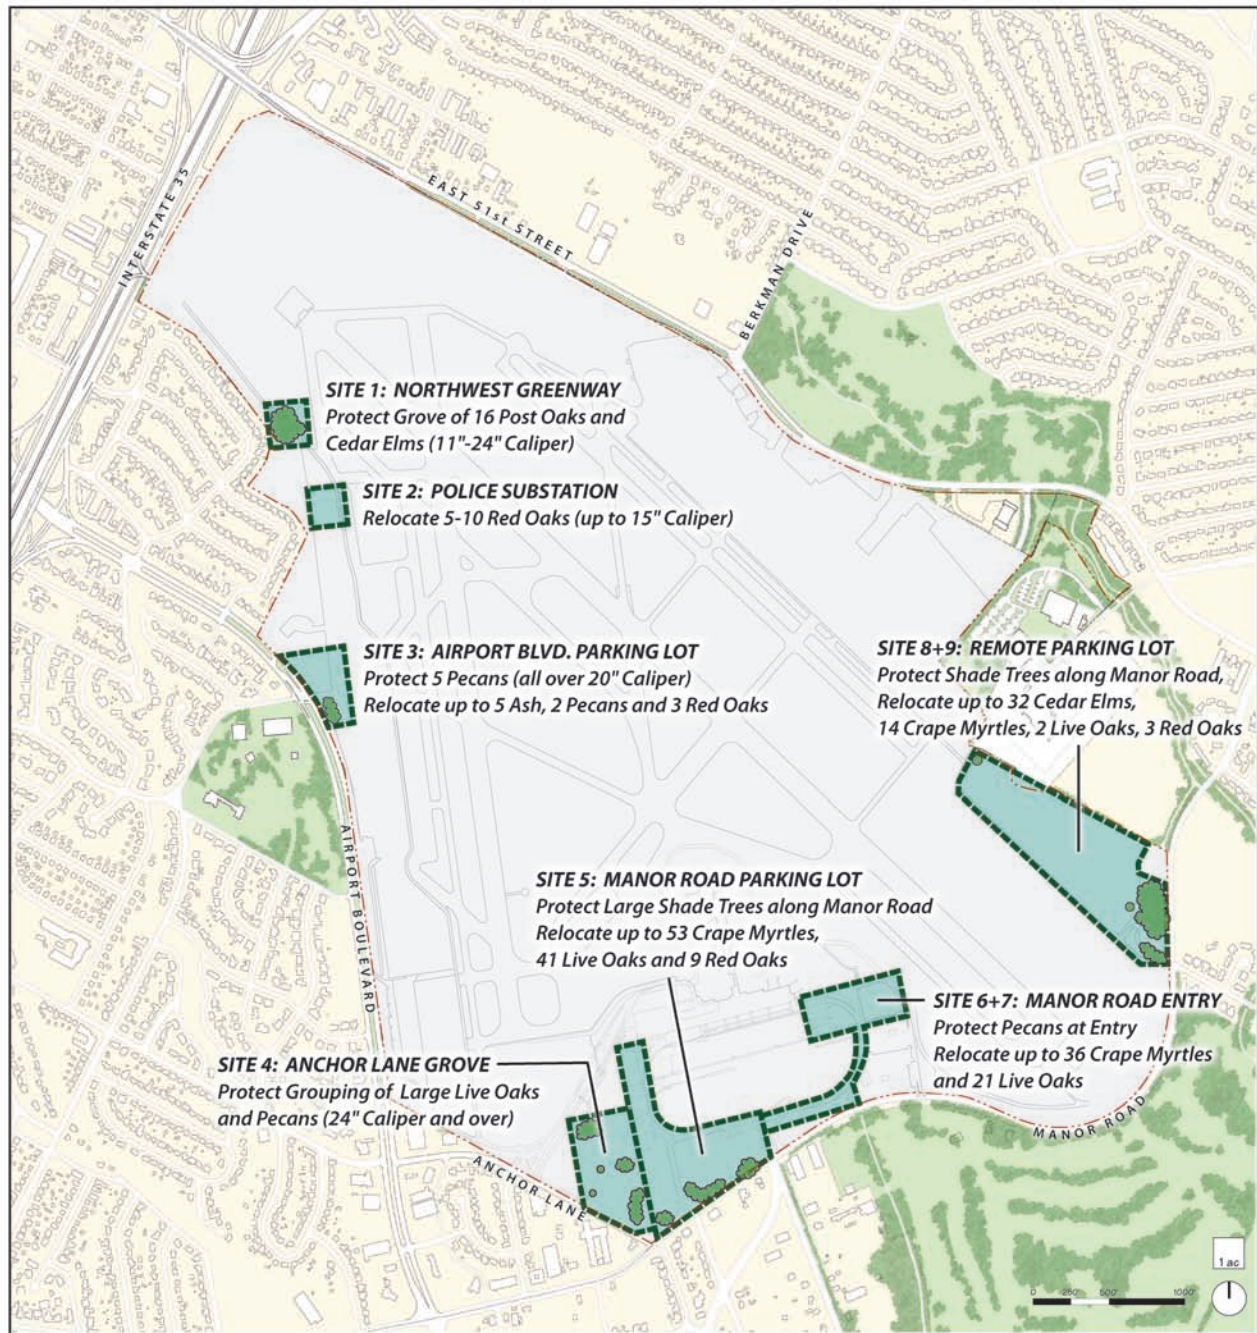 INTERSTATE 35
EAST 51st STREET
BERKMAN DRIVE
SITE 1: NORTHWEST GREENWAY
Protect Grove of 16 Post Oaks and
Cedar Elms (11"-24" Caliper)
SITE 2: POLICE SUBSTATION
Relocate 5-10 Red Oaks (up to 15" Caliper)
SITE 3: AIRPORT BLVD. PARKING LOT
Protect 5 Pecans (all over 20" Caliper)
Relocate up to 5 Ash, 2 Pecans and 3 Red Oaks
SITE 8+9: REMOTE PARKING LOT
Protect Shade Trees along Manor Road,
Relocate up to 32 Cedar Elms,
14 Crape Myrtles, 2 Live Oaks, 3 Red Oaks
AIRPORT BOULEVARD
SITE 5: MANOR ROAD PARKING LOT
Protect Large Shade Trees along Manor Road
Relocate up to 53 Crape Myrtles,
41 Live Oaks and 9 Red Oaks
SITE 6+7: MANOR ROAD ENTRY
Protect Pecans at Entry
Relocate up to 36 Crape Myrtles
and 21 Live Oaks
SITE 4: ANCHOR LANE GROVE
Protect Grouping of Large Live Oaks
and Pecans (24" Caliper and over)
MANOR ROAD
ANCHOR LANE
1 ac
0 250' 500' 1000'